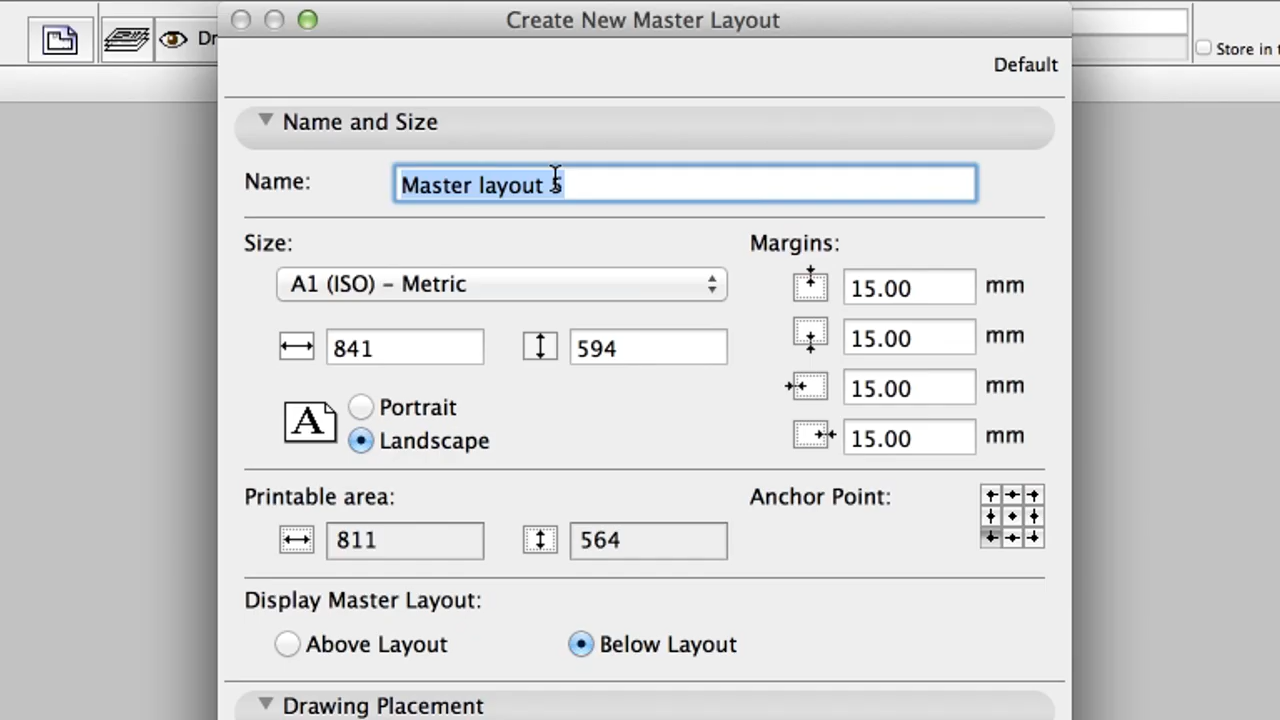 Create New Master Layout
Dr
Store in t
Default
Name and Size
Name:
Master layout 5
Size:
Margins:
A1 (ISO) – Metric
15.00 mm
841
594
15.00 mm
A
Portrait
15.00 mm
Landscape
15.00 mm
Printable area:
Anchor Point:
811
564
Display Master Layout:
Above Layout
Below Layout
Drawing Placement